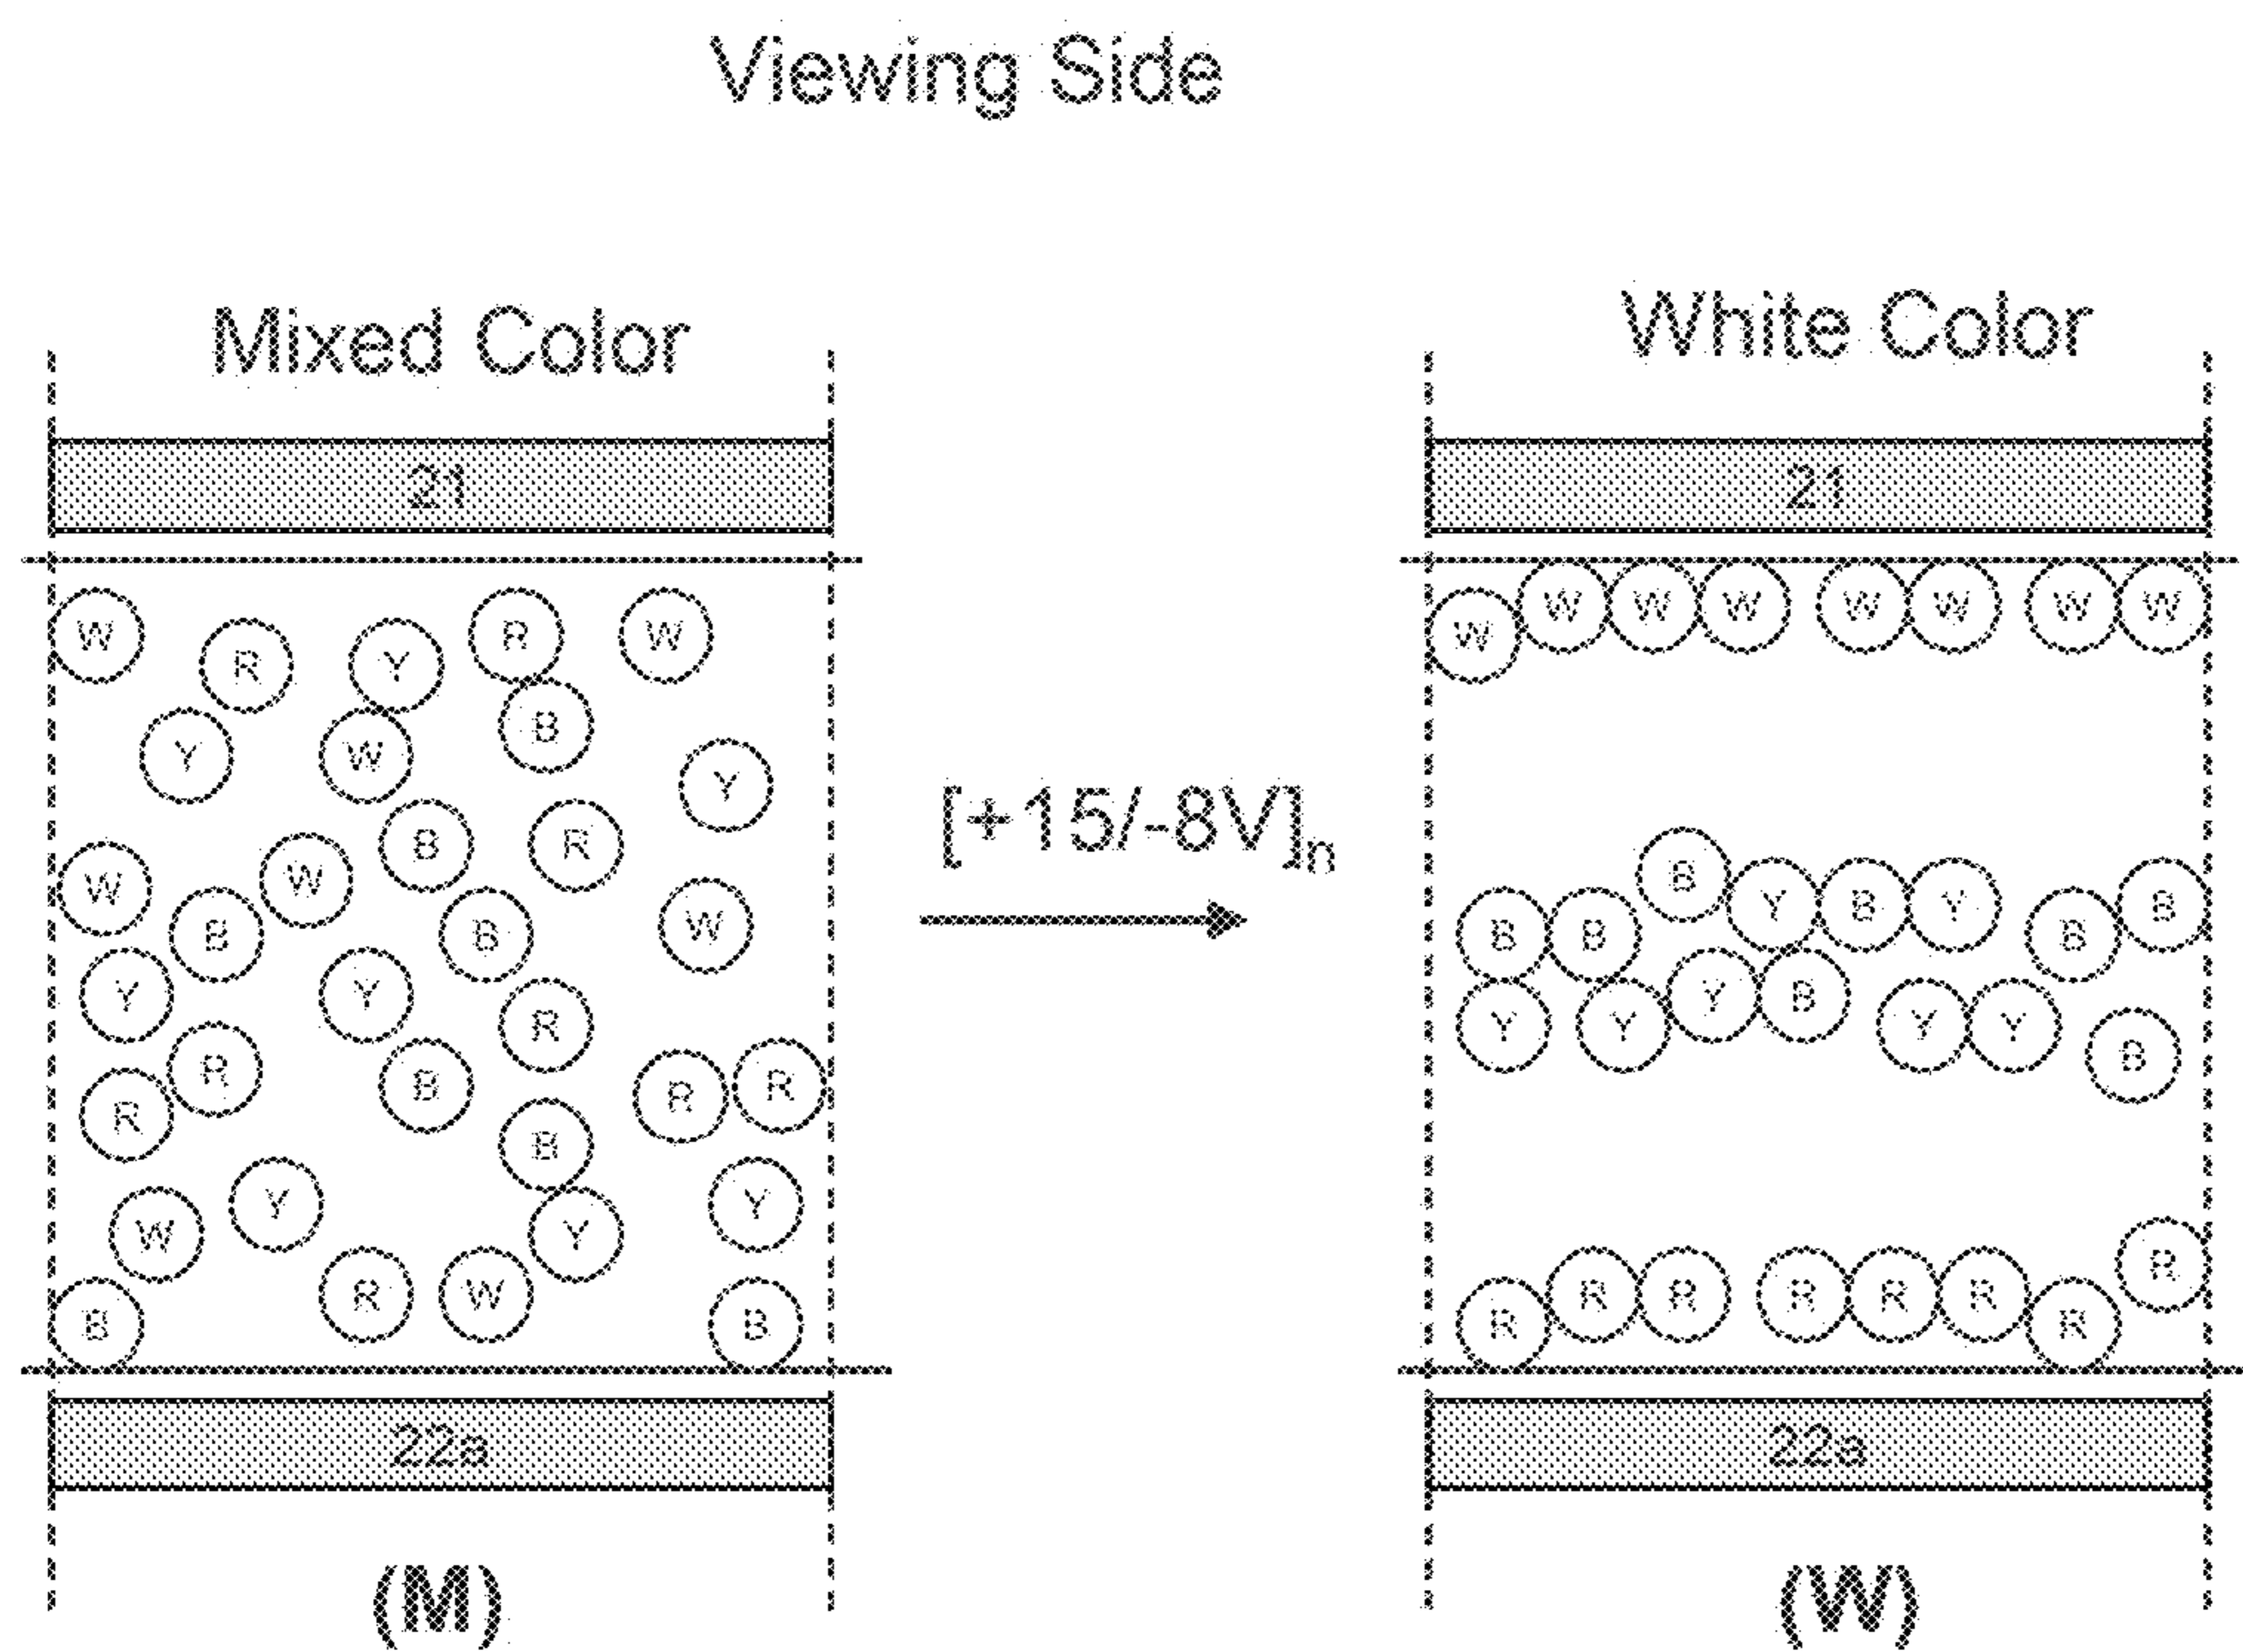 Viewing Side
Mixed Color
White Color
21
21
W R Y R W
Y W B Y
W B W B R W
B
Y Y R
R R B R R
B
W Y Y Y
B R W B
[+15/-8V]n
W W W W W W W W
B B B Y B Y B B
Y Y Y B Y Y B
R R R R R R R R
22a
22a
(M)
(W)